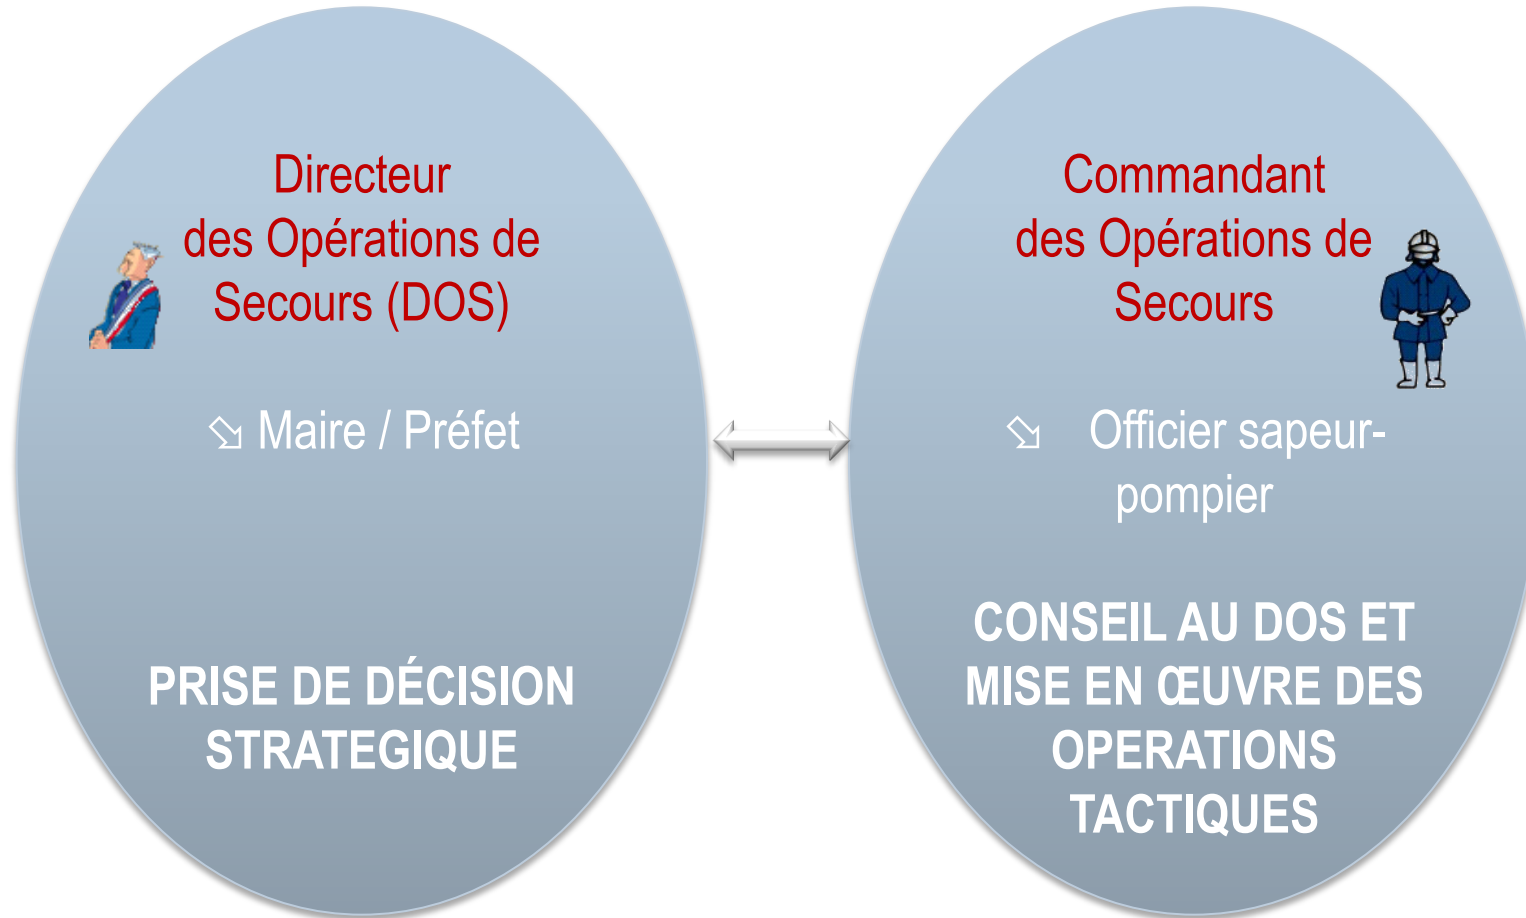 Directeur
des Opérations de
Secours (DOS)
Maire / Préfet
PRISE DE DÉCISION
STRATEGIQUE
Commandant
des Opérations de
Secours
Officier sapeur-
pompier
CONSEIL AU DOS ET
MISE EN ŒUVRE DES
OPERATIONS
TACTIQUES